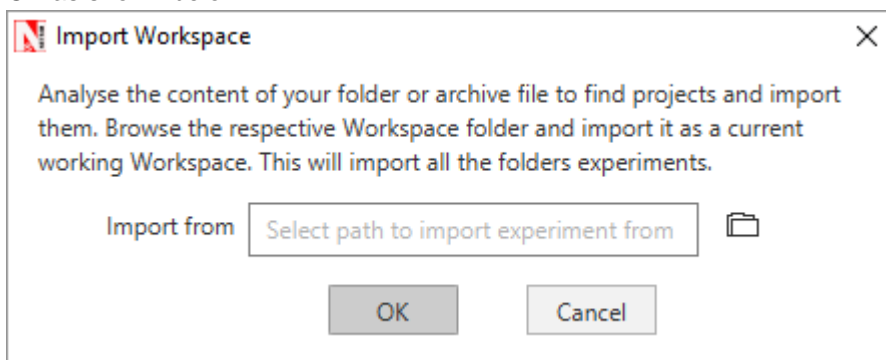 Import Workspace
Analyse the content of your folder or archive file to find projects and import
them. Browse the respective Workspace folder and import it as a current
working Workspace. This will import all the folders experiments.
Import from Select path to import experiment from
OK Cancel